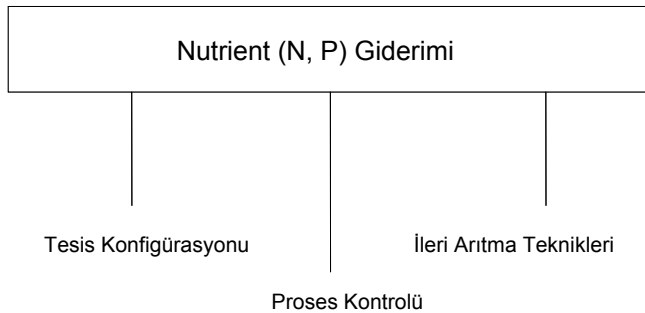 Nutrient (N, P) Giderimi
Tesis Konfigürasyonu
İleri Arıtma Teknikleri
Proses Kontrolü